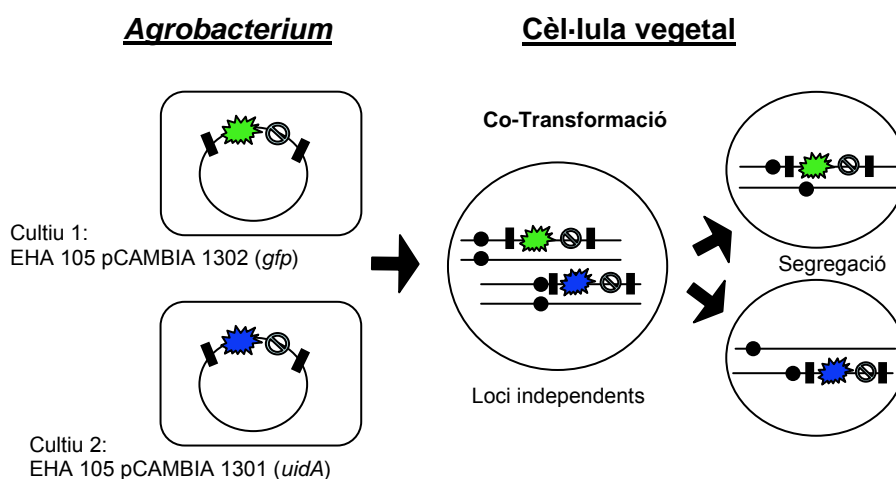 Agrobacterium
Cèl·lula vegetal
Co-Transformació
Cultiu 1:
EHA 105 pCAMBIA 1302 (gfp)
Segregació
Loci independents
Cultiu 2:
EHA 105 pCAMBIA 1301 (uidA)